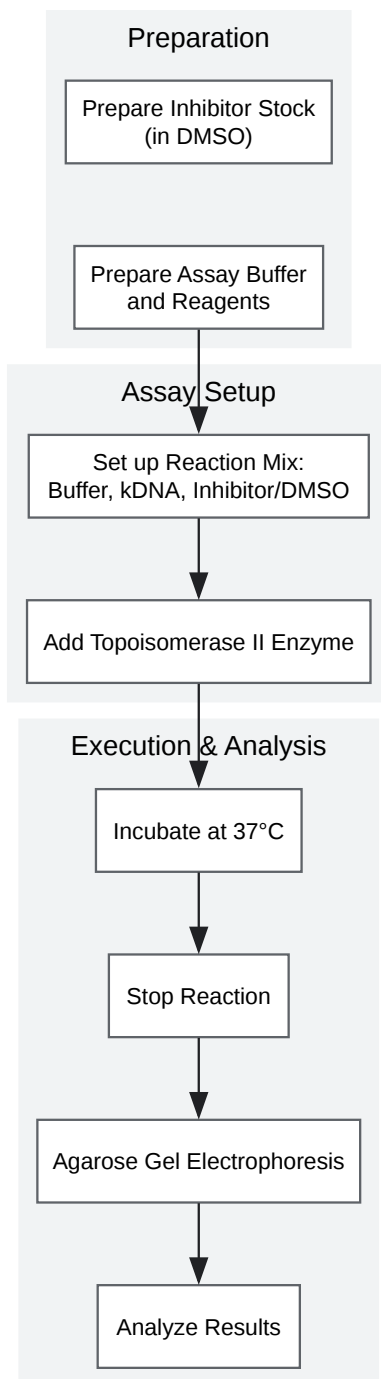 Preparation
Prepare Inhibitor Stock
(in DMSO)
Prepare Assay Buffer
and Reagents
Assay Setup
Set up Reaction Mix:
Buffer, kDNA, Inhibitor/DMSO
Add Topoisomerase II Enzyme
Execution & Analysis
Incubate at 37°C
Stop Reaction
Agarose Gel Electrophoresis
Analyze Results